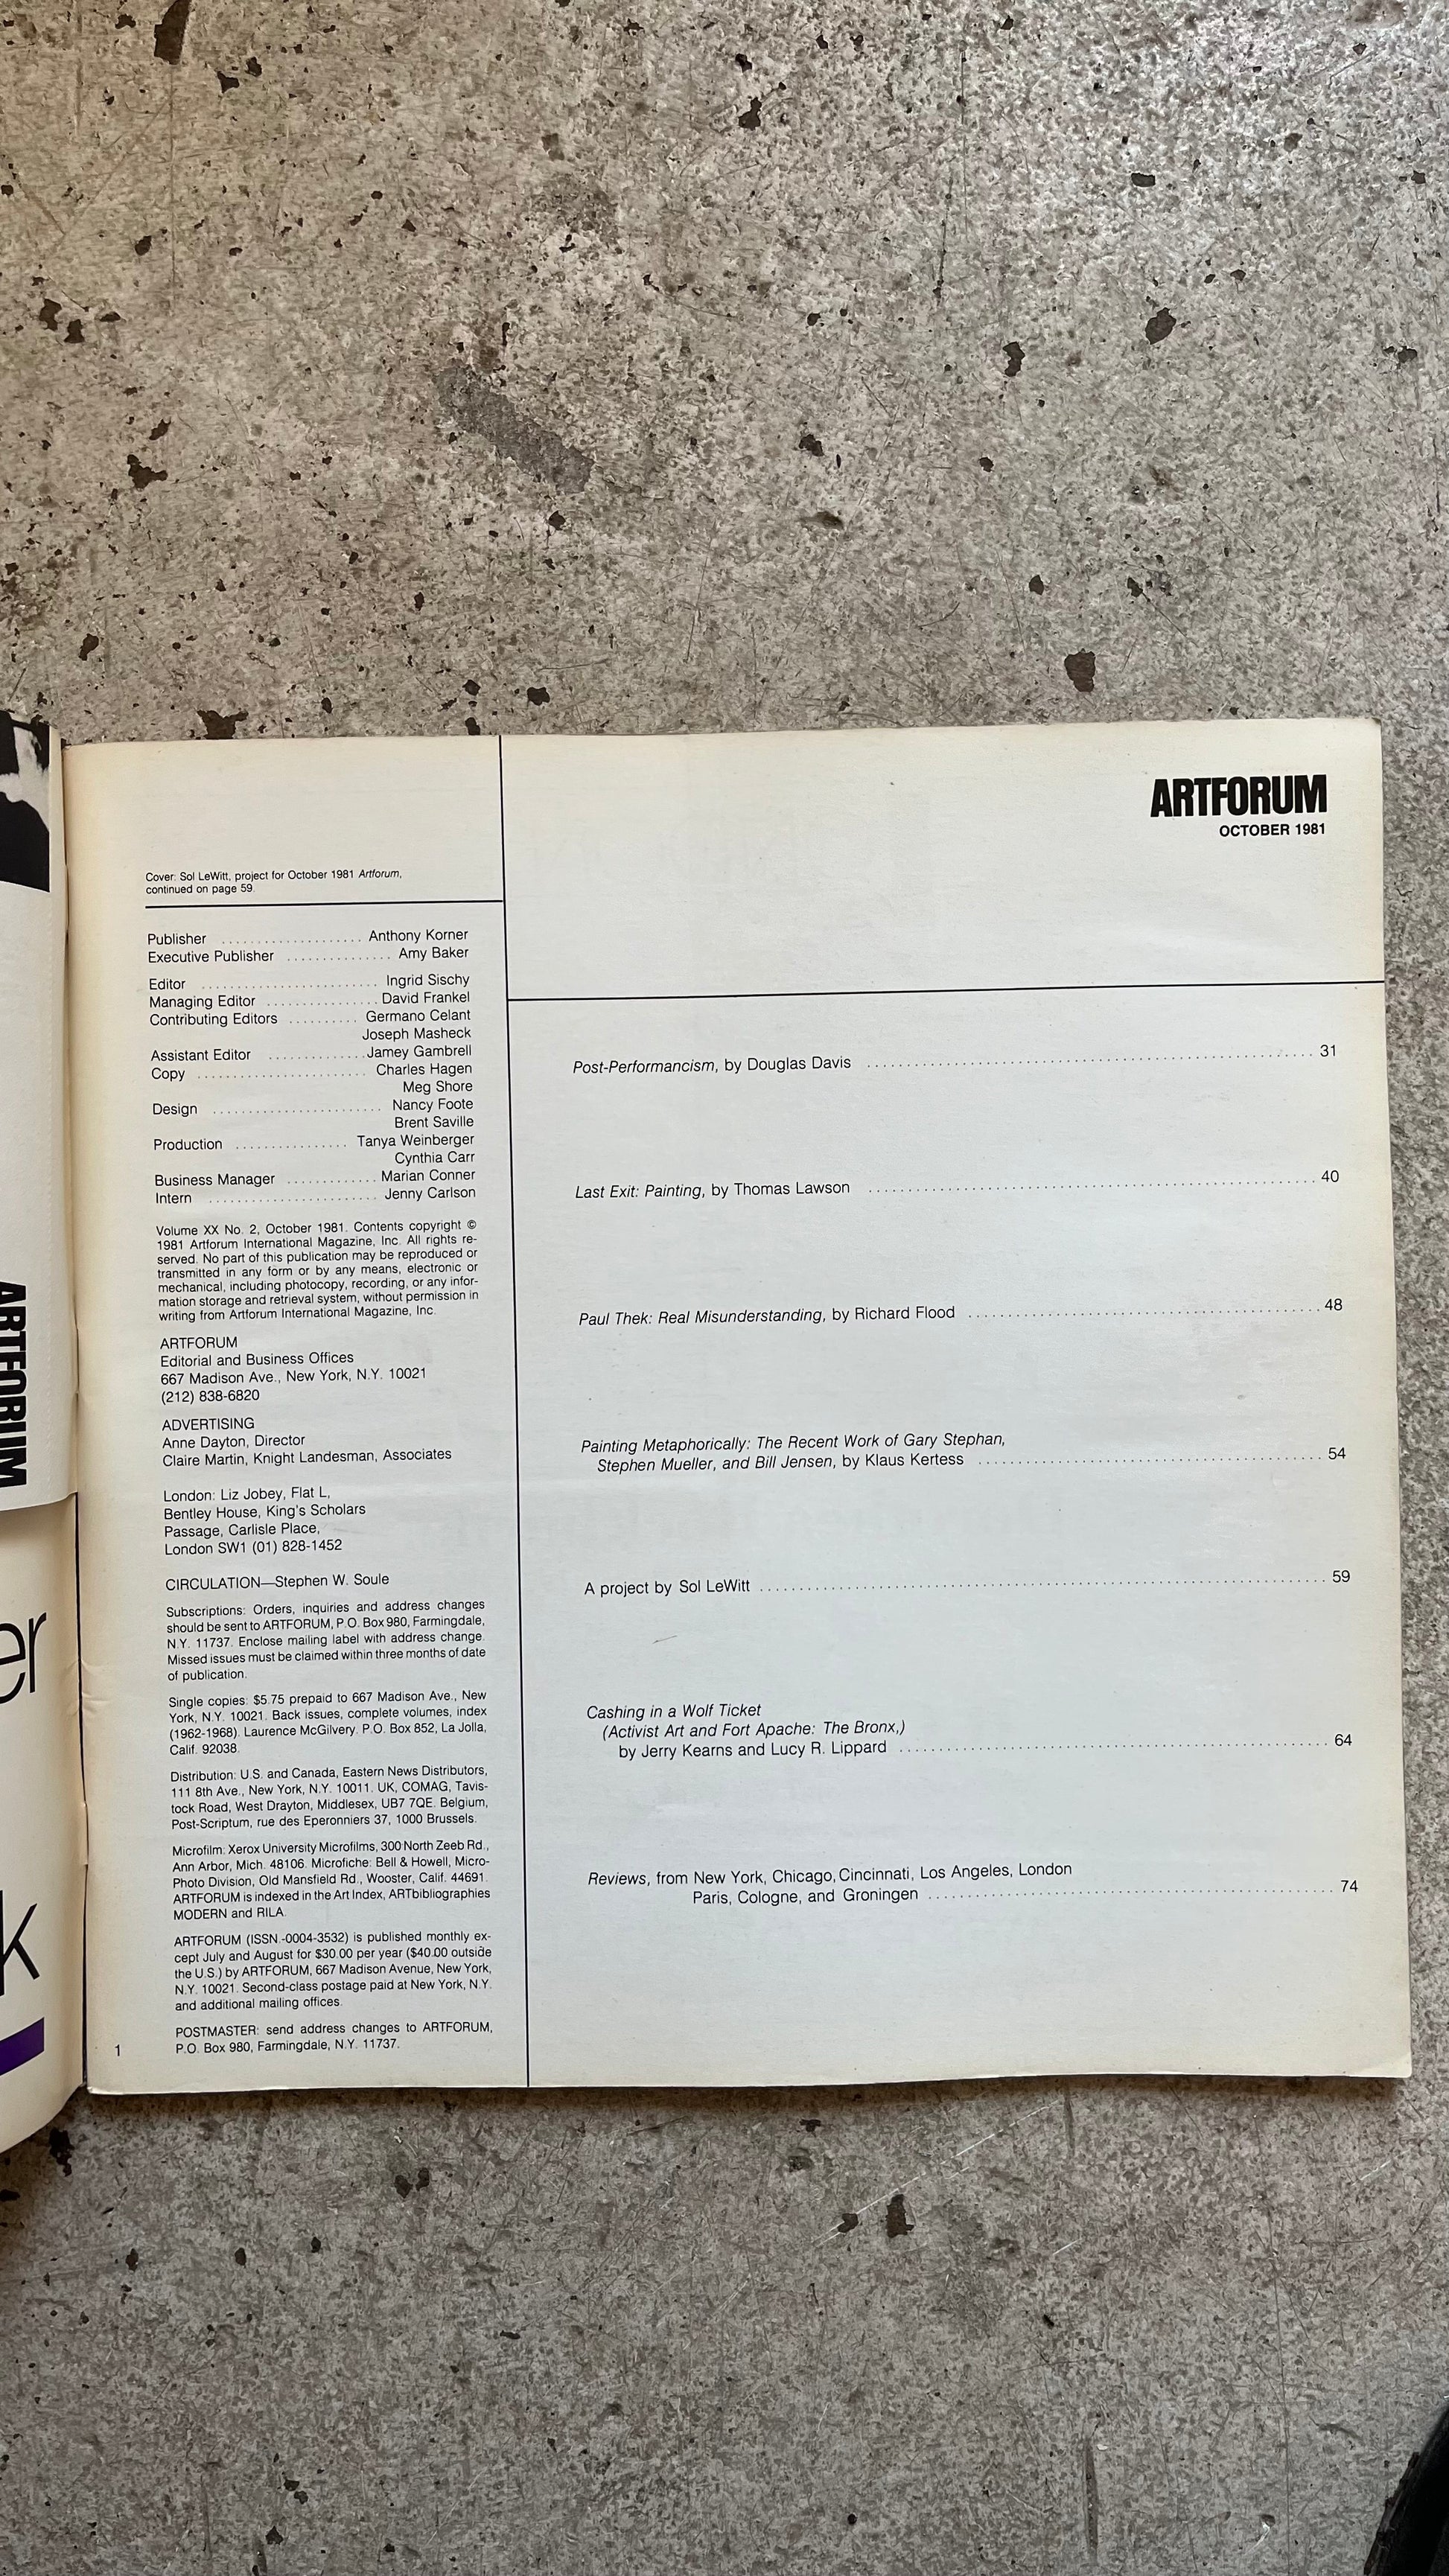 ARTFORUM
er
k
Cover: Sol LeWitt, project for October 1981 Artforum,
continued on page 59.
Publisher .................... Anthony Korner
Executive Publisher ............... Amy Baker
Editor ......................... Ingrid Sischy
Managing Editor ................ David Frankel
Contributing Editors .......... Germano Celant
Joseph Masheck
Assistant Editor ............. Jamey Gambrell
Copy ........................ Charles Hagen
Meg Shore
Design ........................ Nancy Foote
Brent Saville
Production ................ Tanya Weinberger
Cynthia Carr
Business Manager ............. Marian Conner
Intern ........................ Jenny Carlson
Volume XX No. 2, October 1981. Contents copyright ©
1981 Artforum International Magazine, Inc. All rights re-
served. No part of this publication may be reproduced or
transmitted in any form or by any means, electronic or
mechanical, including photocopy, recording, or any infor-
mation storage and retrieval system, without permission in
writing from Artforum International Magazine, Inc.
ARTFORUM
Editorial and Business Offices
667 Madison Ave., New York, N.Y. 10021
(212) 838-6820
ADVERTISING
Anne Dayton, Director
Claire Martin, Knight Landesman, Associates
London: Liz Jobey, Flat L,
Bentley House, King's Scholars
Passage, Carlisle Place,
London SW1 (01) 828-1452
CIRCULATION—Stephen W. Soule
Subscriptions: Orders, inquiries and address changes
should be sent to ARTFORUM, P.O. Box 980, Farmingdale,
N.Y. 11737. Enclose mailing label with address change.
Missed issues must be claimed within three months of date
of publication.
Single copies: $5.75 prepaid to 667 Madison Ave., New
York, N.Y. 10021. Back issues, complete volumes, index
(1962-1968). Laurence McGilvery. P.O. Box 852, La Jolla,
Calif. 92038.
Distribution: U.S. and Canada, Eastern News Distributors,
111 8th Ave., New York, N.Y. 10011. UK, COMAG, Tavis-
tock Road, West Drayton, Middlesex, UB7 7QE. Belgium,
Post-Scriptum, rue des Eperonniers 37, 1000 Brussels.
Microfilm: Xerox University Microfilms, 300 North Zeeb Rd.,
Ann Arbor, Mich. 48106. Microfiche: Bell & Howell, Micro-
Photo Division, Old Mansfield Rd., Wooster, Calif. 44691.
ARTFORUM is indexed in the Art Index, ARTbibliographies
MODERN and RILA.
ARTFORUM (ISSN-0004-3532) is published monthly ex-
cept July and August for $30.00 per year ($40.00 outside
the U.S.) by ARTFORUM, 667 Madison Avenue, New York,
N.Y. 10021. Second-class postage paid at New York, N.Y.
and additional mailing offices.
POSTMASTER: send address changes to ARTFORUM,
P.O. Box 980, Farmingdale, N.Y. 11737.
1
ARTFORUM
OCTOBER 1981
Post-Performancism, by Douglas Davis .......... 31
Last Exit: Painting, by Thomas Lawson .......... 40
Paul Thek: Real Misunderstanding, by Richard Flood .......... 48
Painting Metaphorically: The Recent Work of Gary Stephan,
Stephen Mueller, and Bill Jensen, by Klaus Kertess .......... 54
A project by Sol LeWitt .......... 59
Cashing in a Wolf Ticket
(Activist Art and Fort Apache: The Bronx,)
by Jerry Kearns and Lucy R. Lippard .......... 64
Reviews, from New York, Chicago, Cincinnati, Los Angeles, London
Paris, Cologne, and Groningen .......... 74